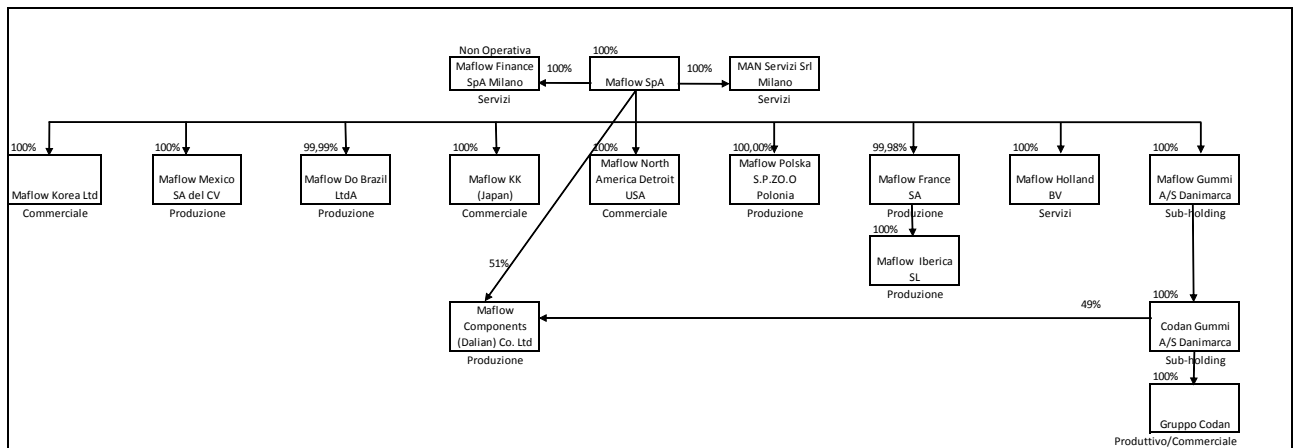 Non Operativa
100%
Maflow Finance
SpA Milano
100%
Maflow SpA
100%
MAN Servizi Srl
Milano
Servizi
Servizi
100%
Maflow Korea Ltd
Commerciale
100%
Maflow Mexico
SA del CV
Produzione
99,99%
Maflow Do Brazil
LtdA
Produzione
100%
Maflow KK
(Japan)
Commerciale
100%
Maflow North
America Detroit
USA
Commerciale
100,00%
Maflow Polska
S.P.ZO.O
Polonia
Produzione
99,98%
Maflow France
SA
Produzione
100%
Maflow Holland
BV
Servizi
100%
Maflow Gummi
A/S Danimarca
Sub-holding
100%
Maflow Iberica
SL
Produzione
51%
Maflow
Components
(Dalian) Co. Ltd
Produzione
49%
100%
Codan Gummi
A/S Danimarca
Sub-holding
100%
Gruppo Codan
Produttivo/Commerciale